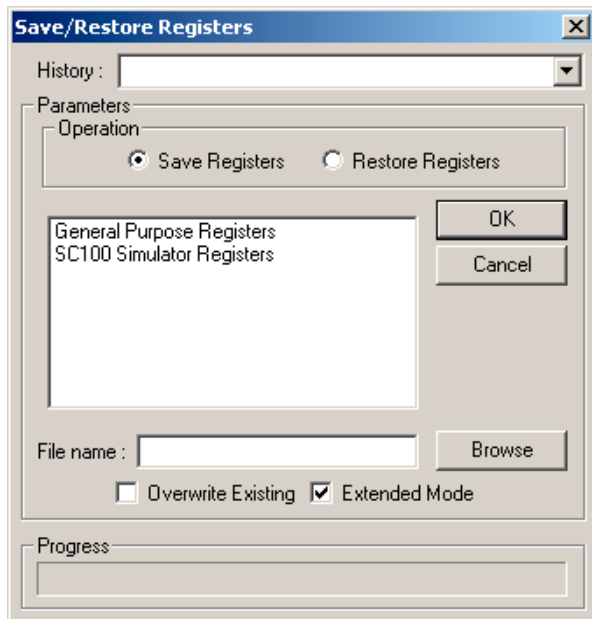 Save/Restore Registers
History :
Parameters
Operation
Save Registers Restore Registers
General Purpose Registers
SC100 Simulator Registers
OK
Cancel
File name :
Browse
Overwrite Existing Extended Mode
Progress